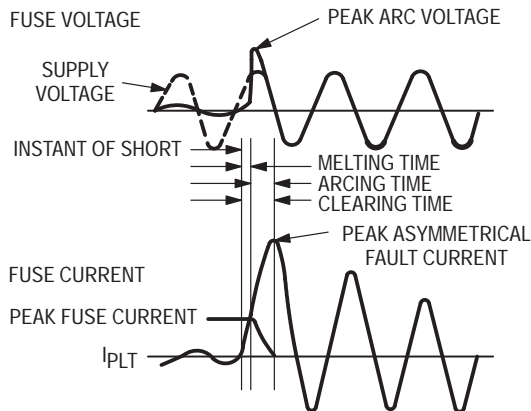 FUSE VOLTAGE
PEAK ARC VOLTAGE
SUPPLY
VOLTAGE
INSTANT OF SHORT
MELTING TIME
ARCING TIME
CLEARING TIME
PEAK ASYMMETRICAL
FAULT CURRENT
FUSE CURRENT
PEAK FUSE CURRENT
IPLT